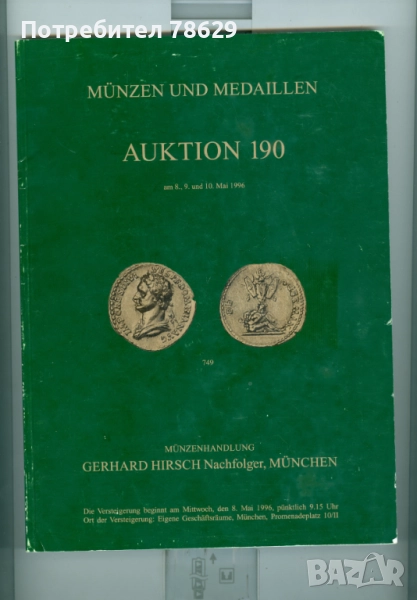 Потребител 78629
MÜNZEN UND MEDAILLEN
AUKTION 190
am 8., 9. und 10. Mai 1996
749
MÜNZENHANDLUNG
GERHARD HIRSCH Nachfolger, MÜNCHEN
Die Versteigerung beginnt am Mittwoch, den 8. Mai 1996, pünktlich 9.15 Uhr
Ort der Versteigerung: Eigene Geschäftsräume, München, Promenadeplatz 10/II
BAZAR